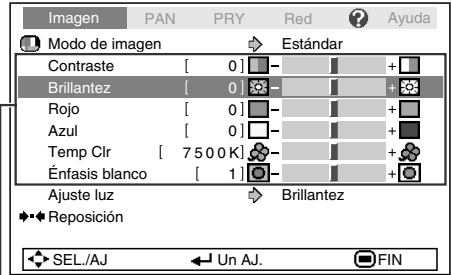 Imagen PAN PRY Red ? Ayuda
Modo de imagen Estándar
Contraste [ 0] - +
Brillantez [ 0] - +
Rojo [ 0] - +
Azul [ 0] - +
Temp Clr [ 7500K] - +
Énfasis blanco [ 1] - +
Ajuste luz Brillantez
Reposición
SEL./AJ Un AJ. FIN